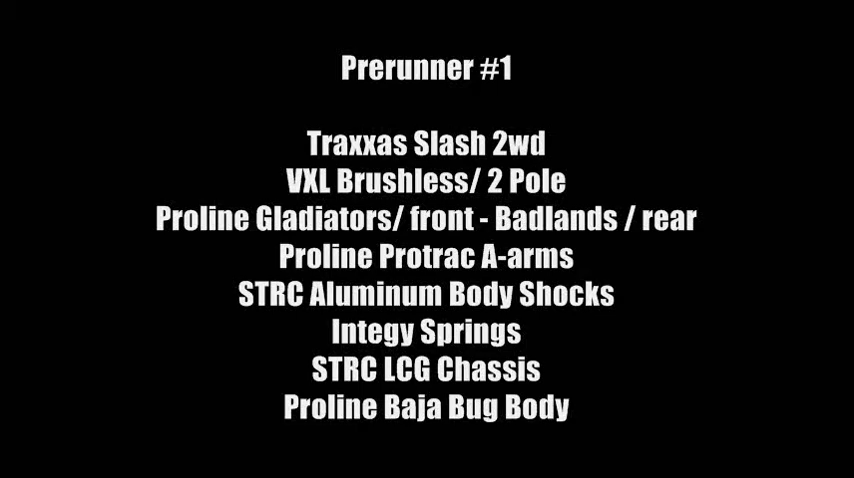 Prerunner #1
Traxxas Slash 2wd
VXL Brushless/ 2 Pole
Proline Gladiators/ front - Badlands / rear
Proline Protrac A-arms
STRC Aluminum Body Shocks
Integy Springs
STRC LCG Chassis
Proline Baja Bug Body